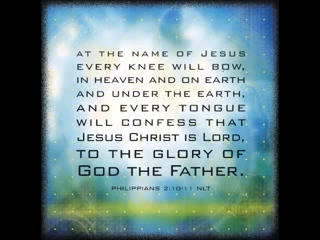 AT THE NAME OF JESUS
EVERY KNEE WILL BOW,
IN HEAVEN AND ON EARTH
AND UNDER THE EARTH,
AND EVERY TONGUE
WILL CONFESS THAT
JESUS CHRIST IS LORD,
TO THE GLORY OF
GOD THE FATHER.
PHILIPPIANS 2:10-11 NLT